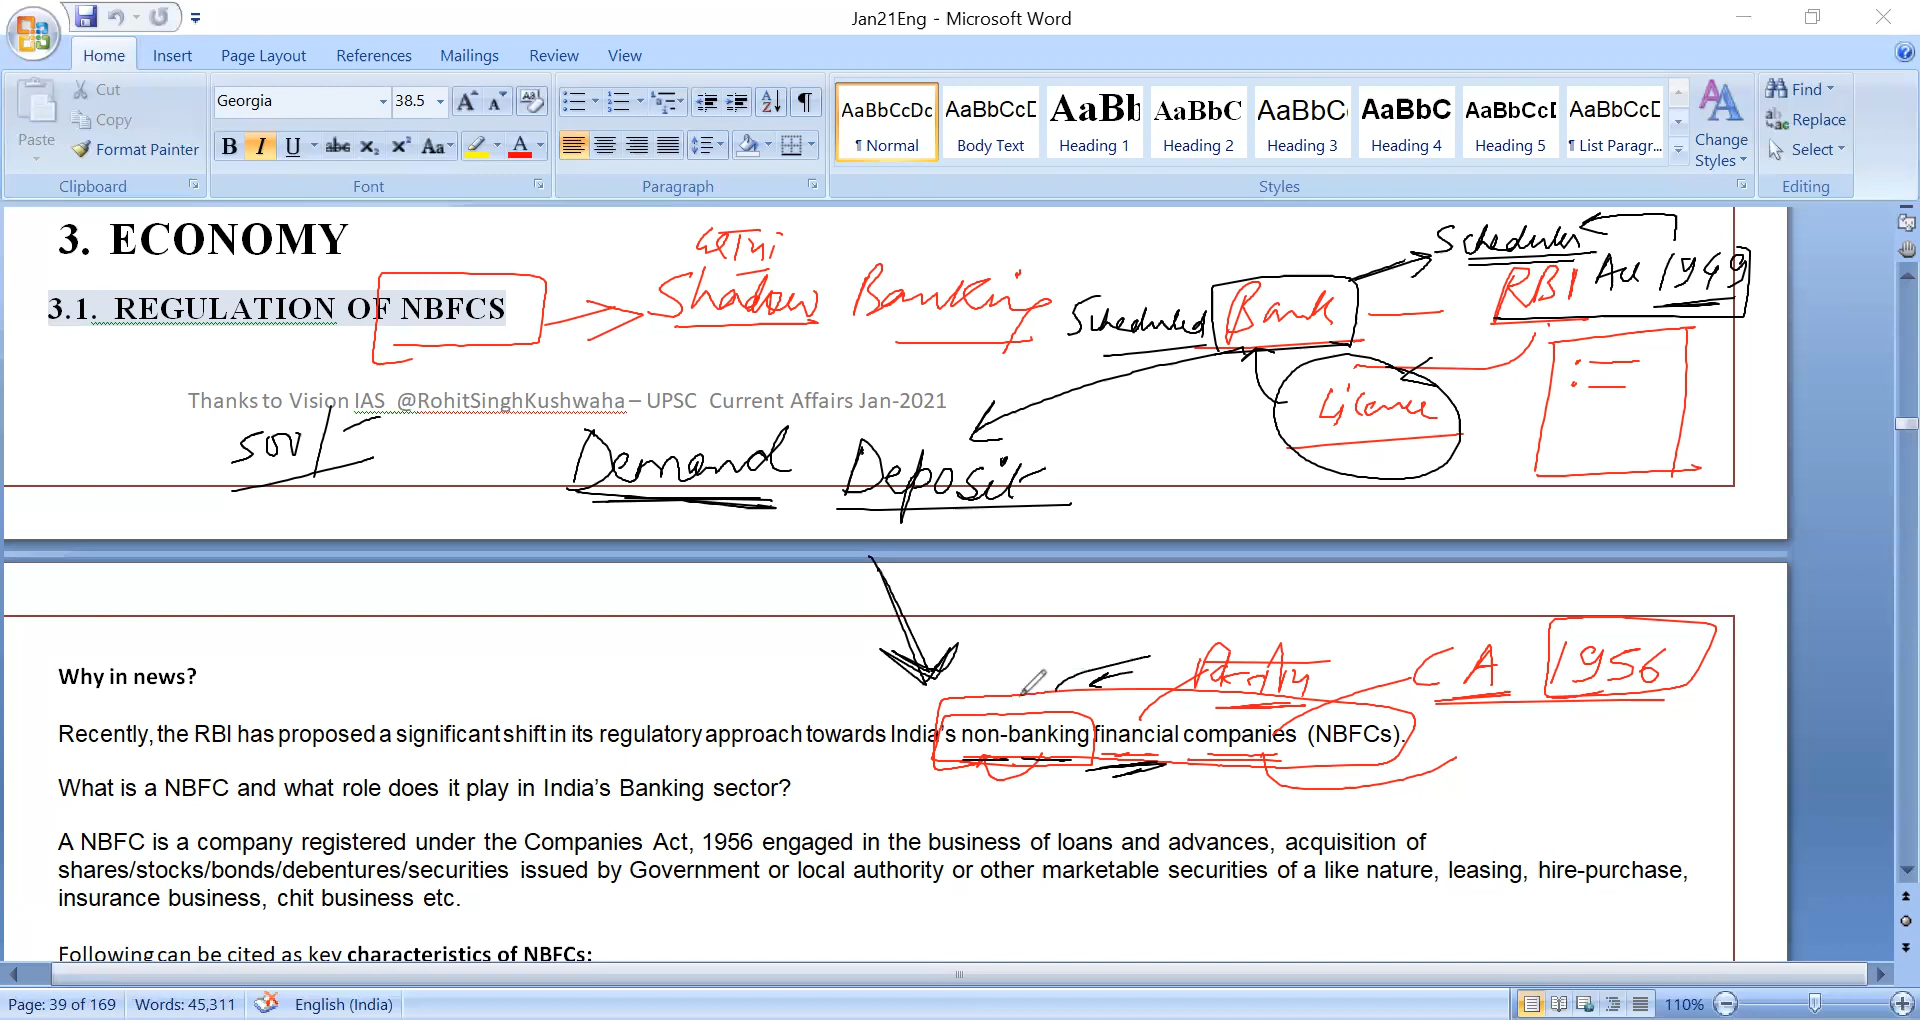 Jan21Eng - Microsoft Word
Home Insert Page Layout References Mailings Review View
Paste
Cut
Copy
Format Painter
Clipboard
Georgia 38.5
B I U abc X₂ X² Aa A
Font
Paragraph
AaBbCcDc AaBbCcD AaBb AaBbC AaBbCc AaBbC AaBbCcI AaBbCcD
¶ Normal Body Text Heading 1 Heading 2 Heading 3 Heading 4 Heading 5 ¶ List Paragr...
Styles
Change Styles
Find
Replace
Select
Editing
3. ECONOMY
Schedules
RBI Act 1949
3.1. REGULATION OF NBFCS
Shadow Banking
Scheduled Bank
Licence
Thanks to Vision IAS @RohitSinghKushwaha – UPSC Current Affairs Jan-2021
500/-
Demand Deposit
Why in news?
CA 1956
Recently, the RBI has proposed a significant shift in its regulatory approach towards India's non-banking financial companies (NBFCs).
What is a NBFC and what role does it play in India's Banking sector?
A NBFC is a company registered under the Companies Act, 1956 engaged in the business of loans and advances, acquisition of
shares/stocks/bonds/debentures/securities issued by Government or local authority or other marketable securities of a like nature, leasing, hire-purchase,
insurance business, chit business etc.
Following can be cited as key characteristics of NBFCs:
Page: 39 of 169 Words: 45,311 English (India) 110%